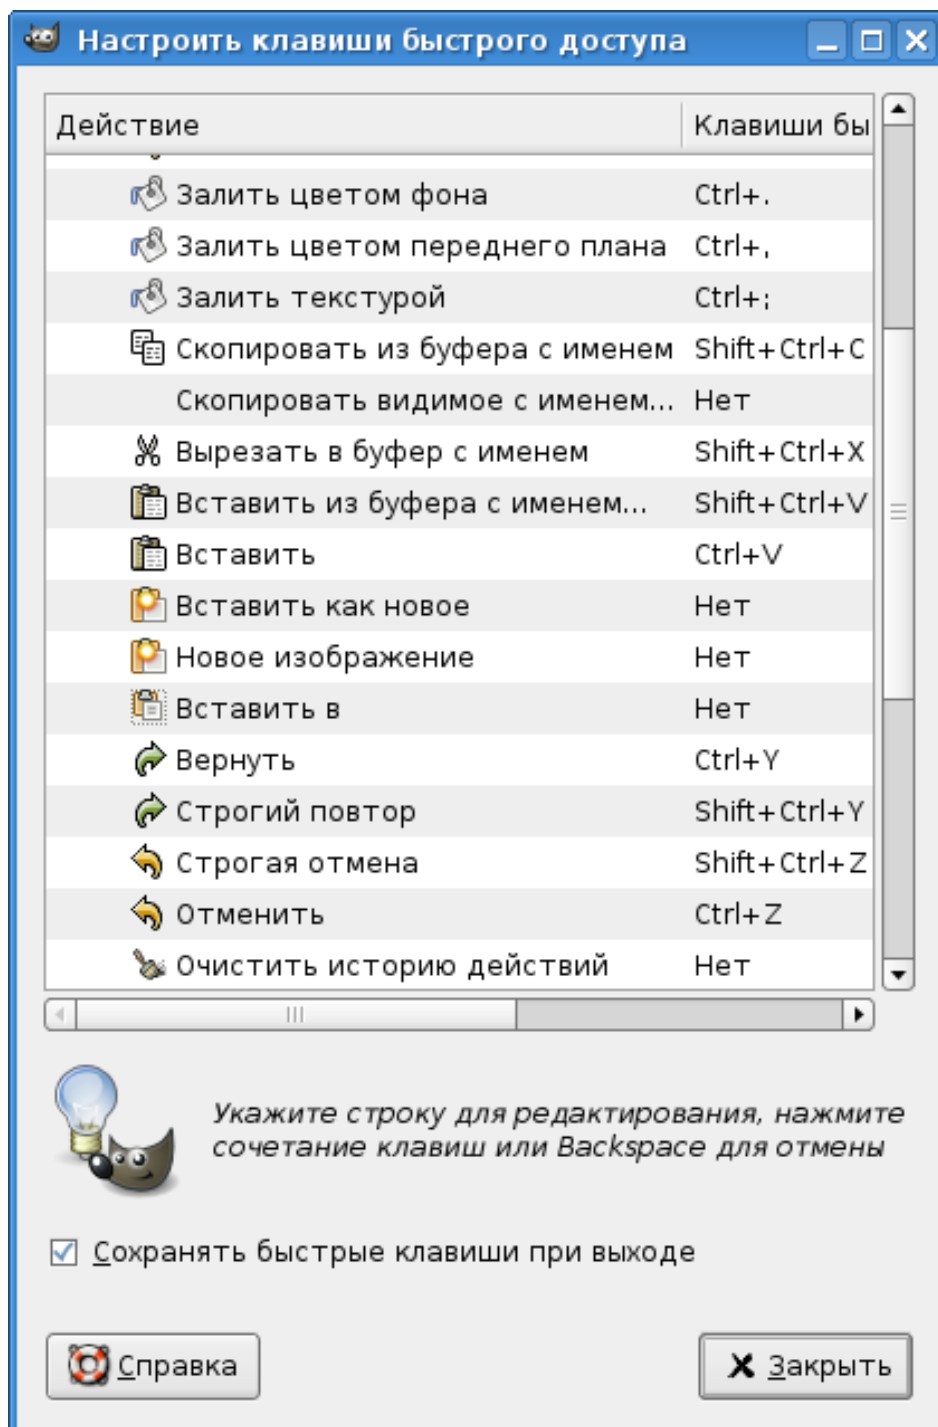 Настроить клавиши быстрого доступа
Действие Клавиши бы
Залить цветом фона Ctrl+.
Залить цветом переднего плана Ctrl+,
Залить текстурой Ctrl+;
Скопировать из буфера с именем Shift+Ctrl+C
Скопировать видимое с именем... Нет
Вырезать в буфер с именем Shift+Ctrl+X
Вставить из буфера с именем... Shift+Ctrl+V
Вставить Ctrl+V
Вставить как новое Нет
Новое изображение Нет
Вставить в Нет
Вернуть Ctrl+Y
Строгий повтор Shift+Ctrl+Y
Строгая отмена Shift+Ctrl+Z
Отменить Ctrl+Z
Очистить историю действий Нет
Укажите строку для редактирования, нажмите
сочетание клавиш или Backspace для отмены
Сохранять быстрые клавиши при выходе
Справка Закрыть